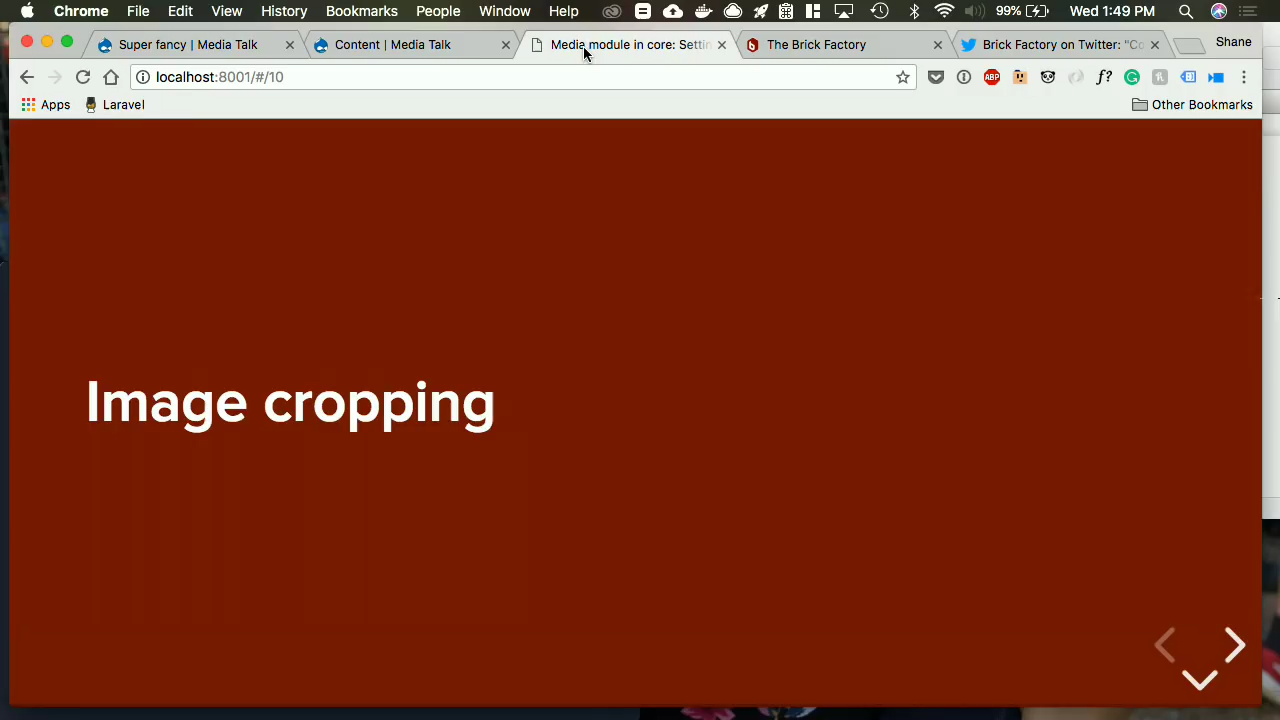 Chrome File Edit View History Bookmarks People Window Help 99% Wed 1:49 PM
Super fancy | Media Talk Content | Media Talk Media module in core: Settin The Brick Factory Brick Factory on Twitter: "Co Shane
localhost:8001/#/10 ABP f?
Apps Laravel Other Bookmarks
Image cropping